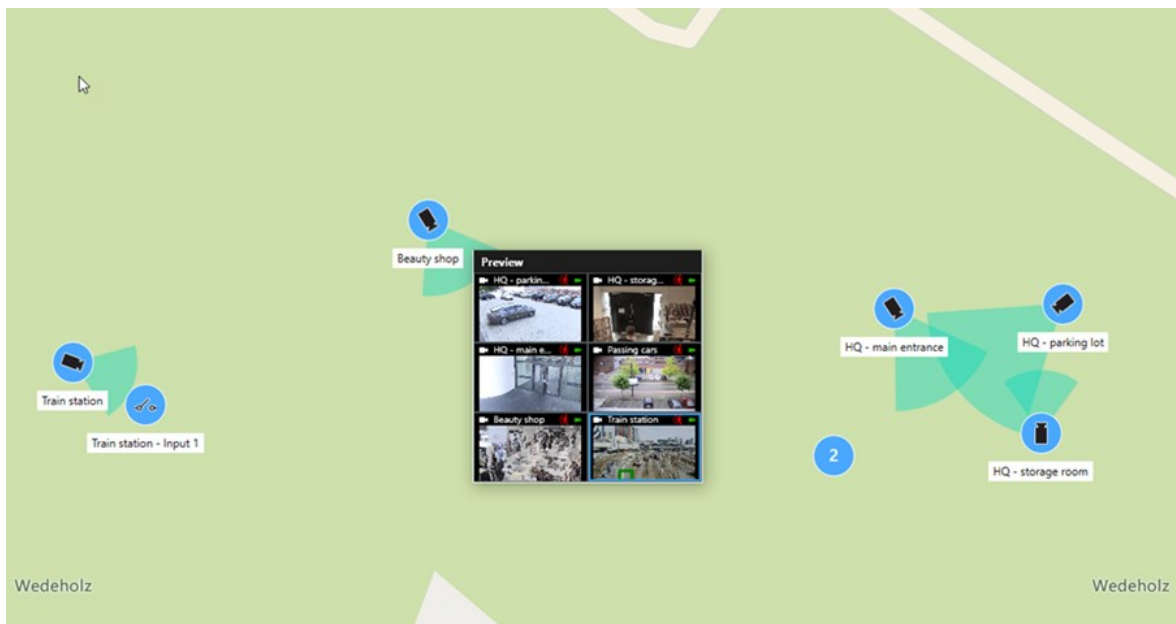 Beauty shop
Preview
HQ - parkin...
HQ - storag...
HQ - main e...
Passing cars
Beauty shop
Train station
HQ - main entrance
HQ - parking lot
Train station
Train station - Input 1
2
HQ - storage room
Wedeholz
Wedeholz